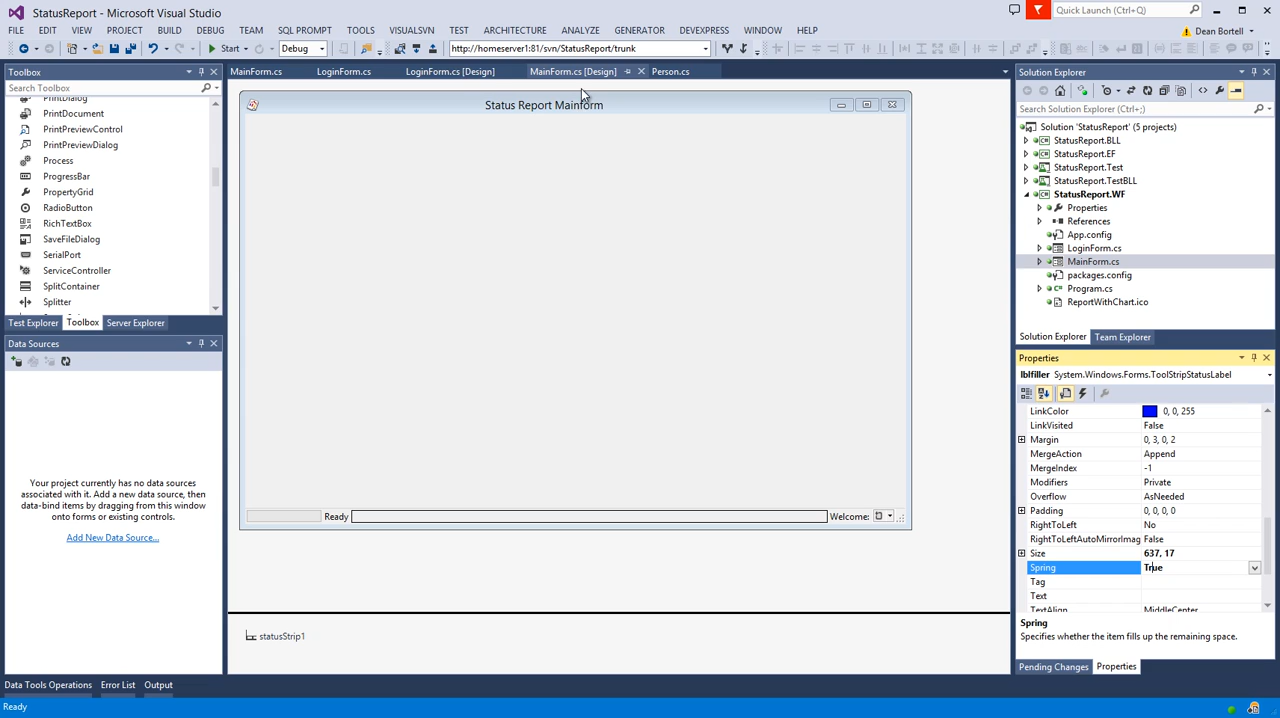 StatusReport - Microsoft Visual Studio
Quick Launch (Ctrl+;)
FILE EDIT VIEW PROJECT BUILD DEBUG TEAM SQL PROMPT TOOLS VISUALSVN TEST ARCHITECTURE ANALYZE GENERATOR DEVEXPRESS WINDOW HELP
Dean Bortell
Start Debug http://homeserver1:81/svn/StatusReport/trunk
Toolbox
Search Toolbox
PrintDialog
PrintDocument
PrintPreviewControl
PrintPreviewDialog
Process
ProgressBar
PropertyGrid
RadioButton
RichTextBox
SaveFileDialog
SerialPort
ServiceController
SplitContainer
Splitter
Test Explorer Toolbox Server Explorer
Data Sources
Your project currently has no data sources
associated with it. Add a new data source, then
data-bind items by dragging from this window
onto forms or existing controls.
Add New Data Source...
MainForm.cs LoginForm.cs LoginForm.cs [Design] MainForm.cs [Design] Person.cs
Status Report Mainform
Ready Welcome:
statusStrip1
Solution Explorer
Search Solution Explorer (Ctrl+;)
Solution 'StatusReport' (5 projects)
StatusReport.BLL
StatusReport.EF
StatusReport.Test
StatusReport.TestBLL
StatusReport.WF
Properties
References
App.config
LoginForm.cs
MainForm.cs
packages.config
Program.cs
ReportWithChart.ico
Solution Explorer Team Explorer
Properties
lblfiller System.Windows.Forms.ToolStripStatusLabel
LinkColor 0, 0, 255
LinkVisited False
Margin 0, 3, 0, 2
MergeAction Append
MergeIndex -1
Modifiers Private
Overflow AsNeeded
Padding 0, 0, 0, 0
RightToLeft No
RightToLeftAutoMirrorImag False
Size 637, 17
Spring True
Tag
Text
TextAlign MiddleCenter
Spring
Specifies whether the item fills up the remaining space.
Pending Changes Properties
Data Tools Operations Error List Output
Ready